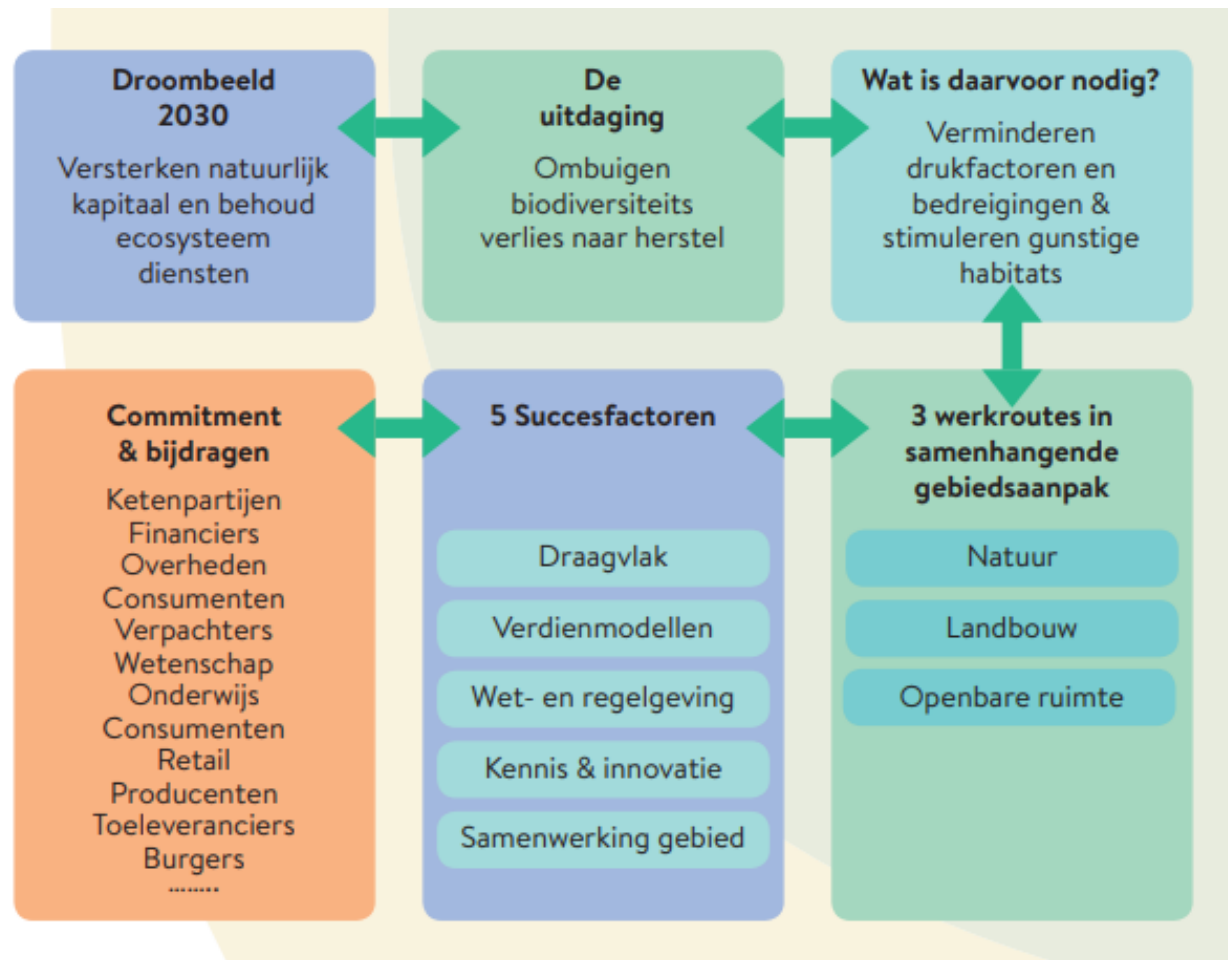 Droombeeld
2030
Versterken natuurlijk
kapitaal en behoud
ecosysteem
diensten
De
uitdaging
Ombuigen
biodiversiteits
verlies naar herstel
Wat is daarvoor nodig?
Verminderen
drukfactoren en
bedreigingen &
stimuleren gunstige
habitats
Commitment
& bijdragen
Ketenpartijen
Financiers
Overheden
Consumenten
Verpachters
Wetenschap
Onderwijs
Consumenten
Retail
Producenten
Toeleveranciers
Burgers
........
5 Succesfactoren
Draagvlak
Verdienmodellen
Wet- en regelgeving
Kennis & innovatie
Samenwerking gebied
3 werkroutes in
samenhangende
gebiedsaanpak
Natuur
Landbouw
Openbare ruimte